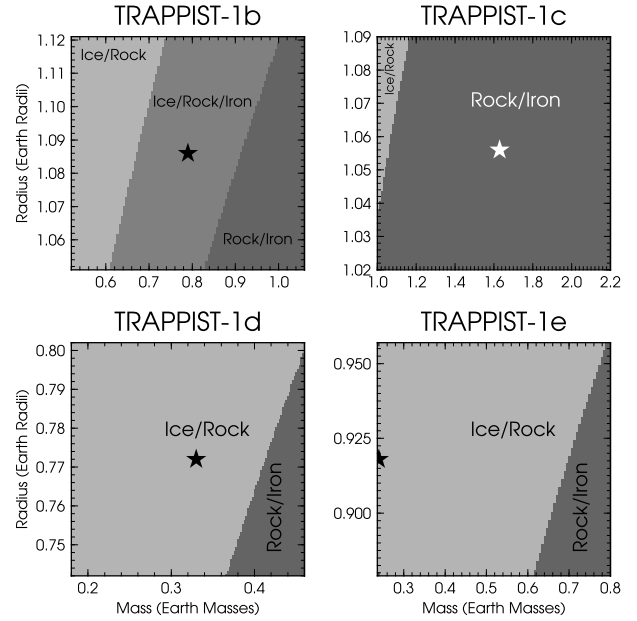 TRAPPIST-1b
TRAPPIST-1c
1.12
1.11
1.10
1.09
1.08
1.07
1.06
Radius (Earth Radii)
Ice/Rock
Ice/Rock/Iron
Rock/Iron
0.6 0.7 0.8 0.9 1.0
1.09
1.08
1.07
1.06
1.05
1.04
1.03
1.02
Ice/Rock
Rock/Iron
1.0 1.2 1.4 1.6 1.8 2.0 2.2
TRAPPIST-1d
TRAPPIST-1e
0.80
0.79
0.78
0.77
0.76
0.75
Radius (Earth Radii)
Ice/Rock
Rock/Iron
0.2 0.3 0.4
Mass (Earth Masses)
0.950
0.925
0.900
Ice/Rock
Rock/Iron
0.3 0.4 0.5 0.6 0.7 0.8
Mass (Earth Masses)